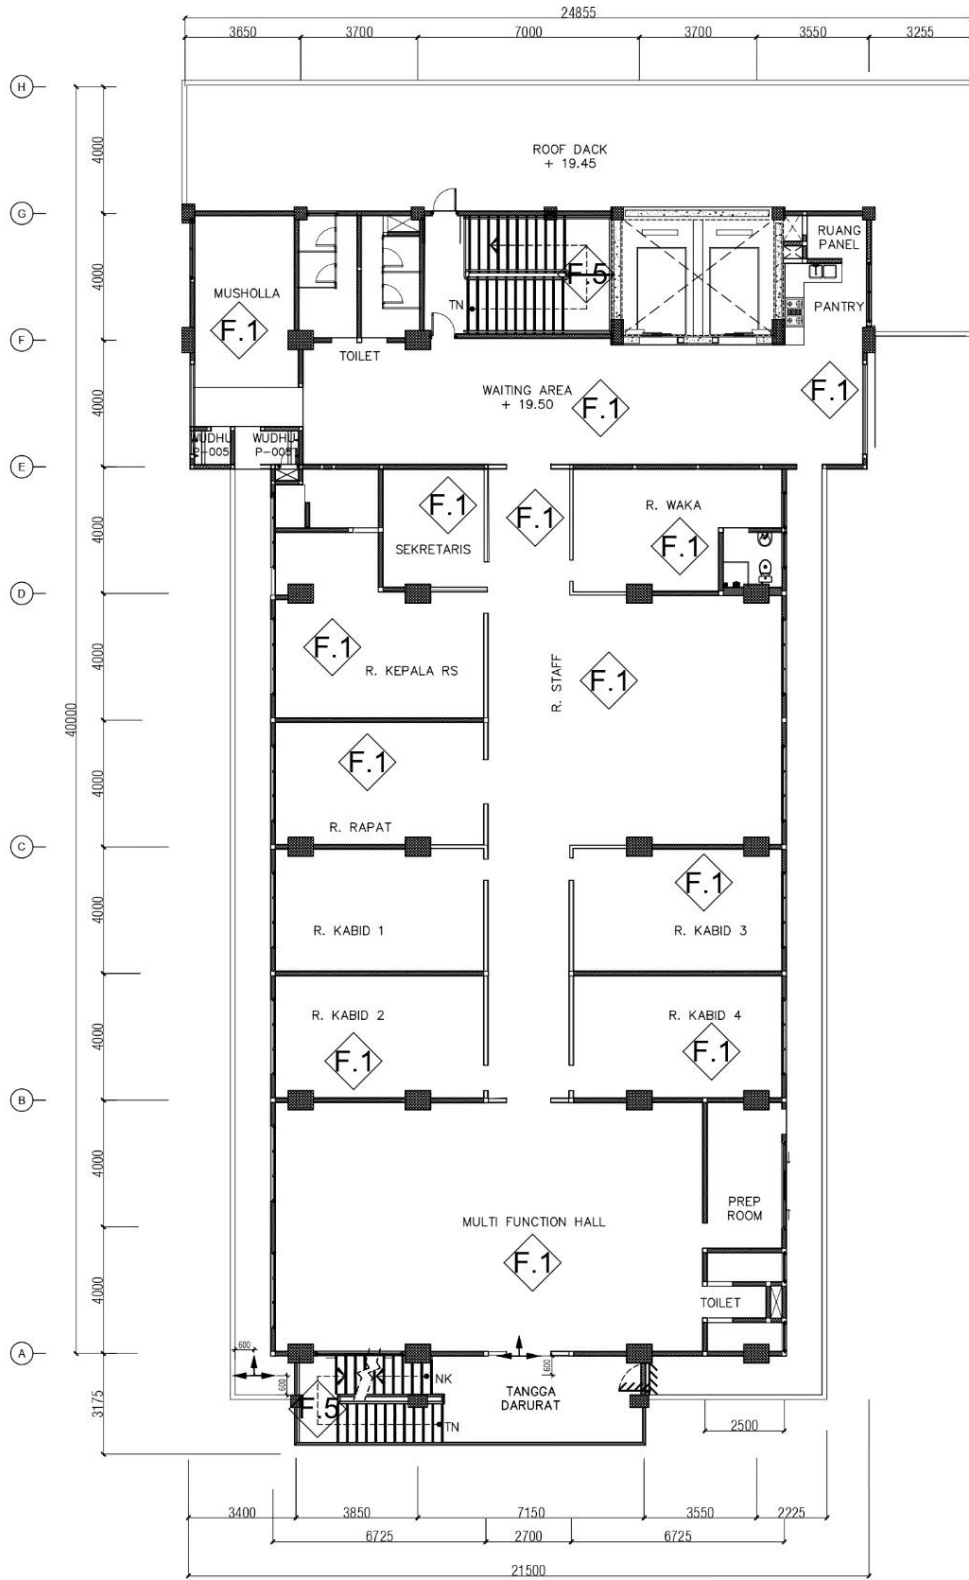 24855
3650
3700
7000
3700
3550
3255
H
4000
ROOF DACK
+ 19.45
G
4000
MUSHOLLA
F.1
TOILET
TN
F.5
RUANG
PANEL
PANTRY
F
4000
WAITING AREA
+ 19.50
F.1
F.1
WUDHU
P-005
WUDHU
P-005
E
4000
F.1
SEKRETARIS
F.1
R. WAKA
F.1
D
4000
F.1
R. KEPALA RS
R. STAFF
F.1
40000
4000
F.1
R. RAPAT
C
4000
R. KABID 1
F.1
R. KABID 3
4000
R. KABID 2
F.1
R. KABID 4
F.1
B
4000
MULTI FUNCTION HALL
F.1
PREP
ROOM
4000
TOILET
A
600
600
600
3175
NK
F.5
TN
TANGGA
DARURAT
2500
3400
3850
7150
3550
2225
6725
2700
6725
21500